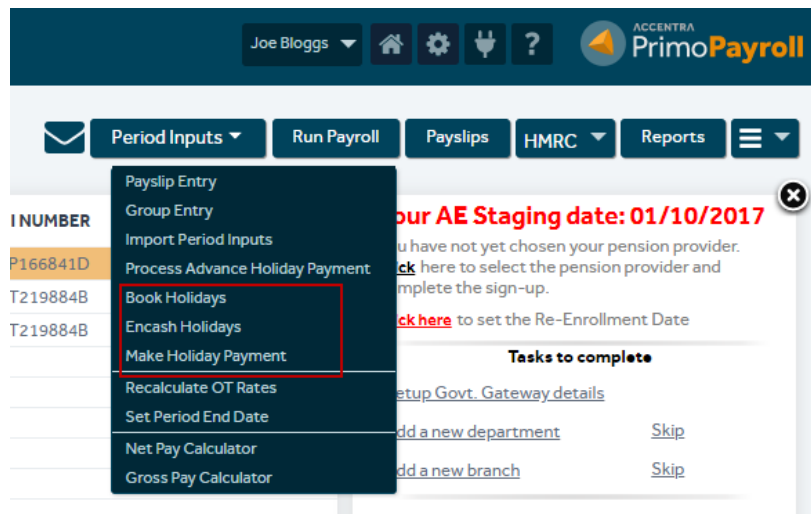 Joe Bloggs
?
ACCENTRA
PrimoPayroll
Period Inputs
Run Payroll
Payslips
HMRC
Reports
Payslip Entry
Group Entry
Import Period Inputs
Process Advance Holiday Payment
Book Holidays
Encash Holidays
Make Holiday Payment
Recalculate OT Rates
Set Period End Date
Net Pay Calculator
Gross Pay Calculator
I NUMBER
P166841D
T219884B
T219884B
our AE Staging date: 01/10/2017
u have not yet chosen your pension provider.
ck here to select the pension provider and
mplete the sign-up.
ck here to set the Re-Enrollment Date
Tasks to complete
etup Govt. Gateway details
dd a new department Skip
dd a new branch Skip